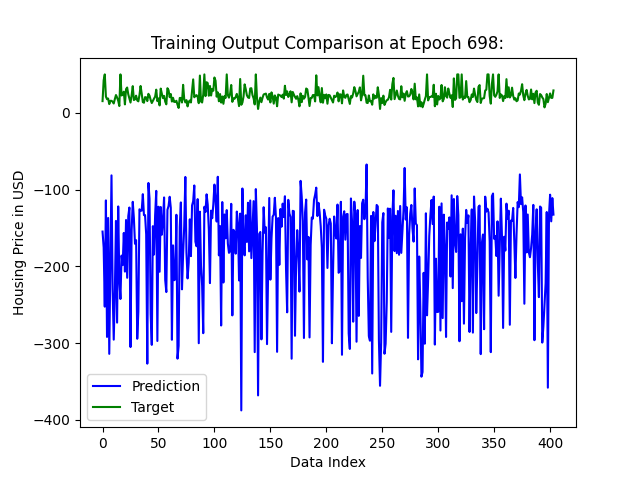 Training Output Comparison at Epoch 698:
Housing Price in USD
0
−100
−200
−300
−400
Prediction
Target
0 50 100 150 200 250 300 350 400
Data Index